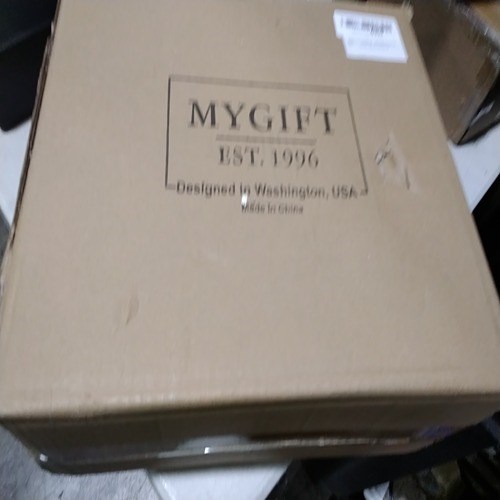 MYGIFT
EST. 1996
Designed in Washington, USA
Made in China